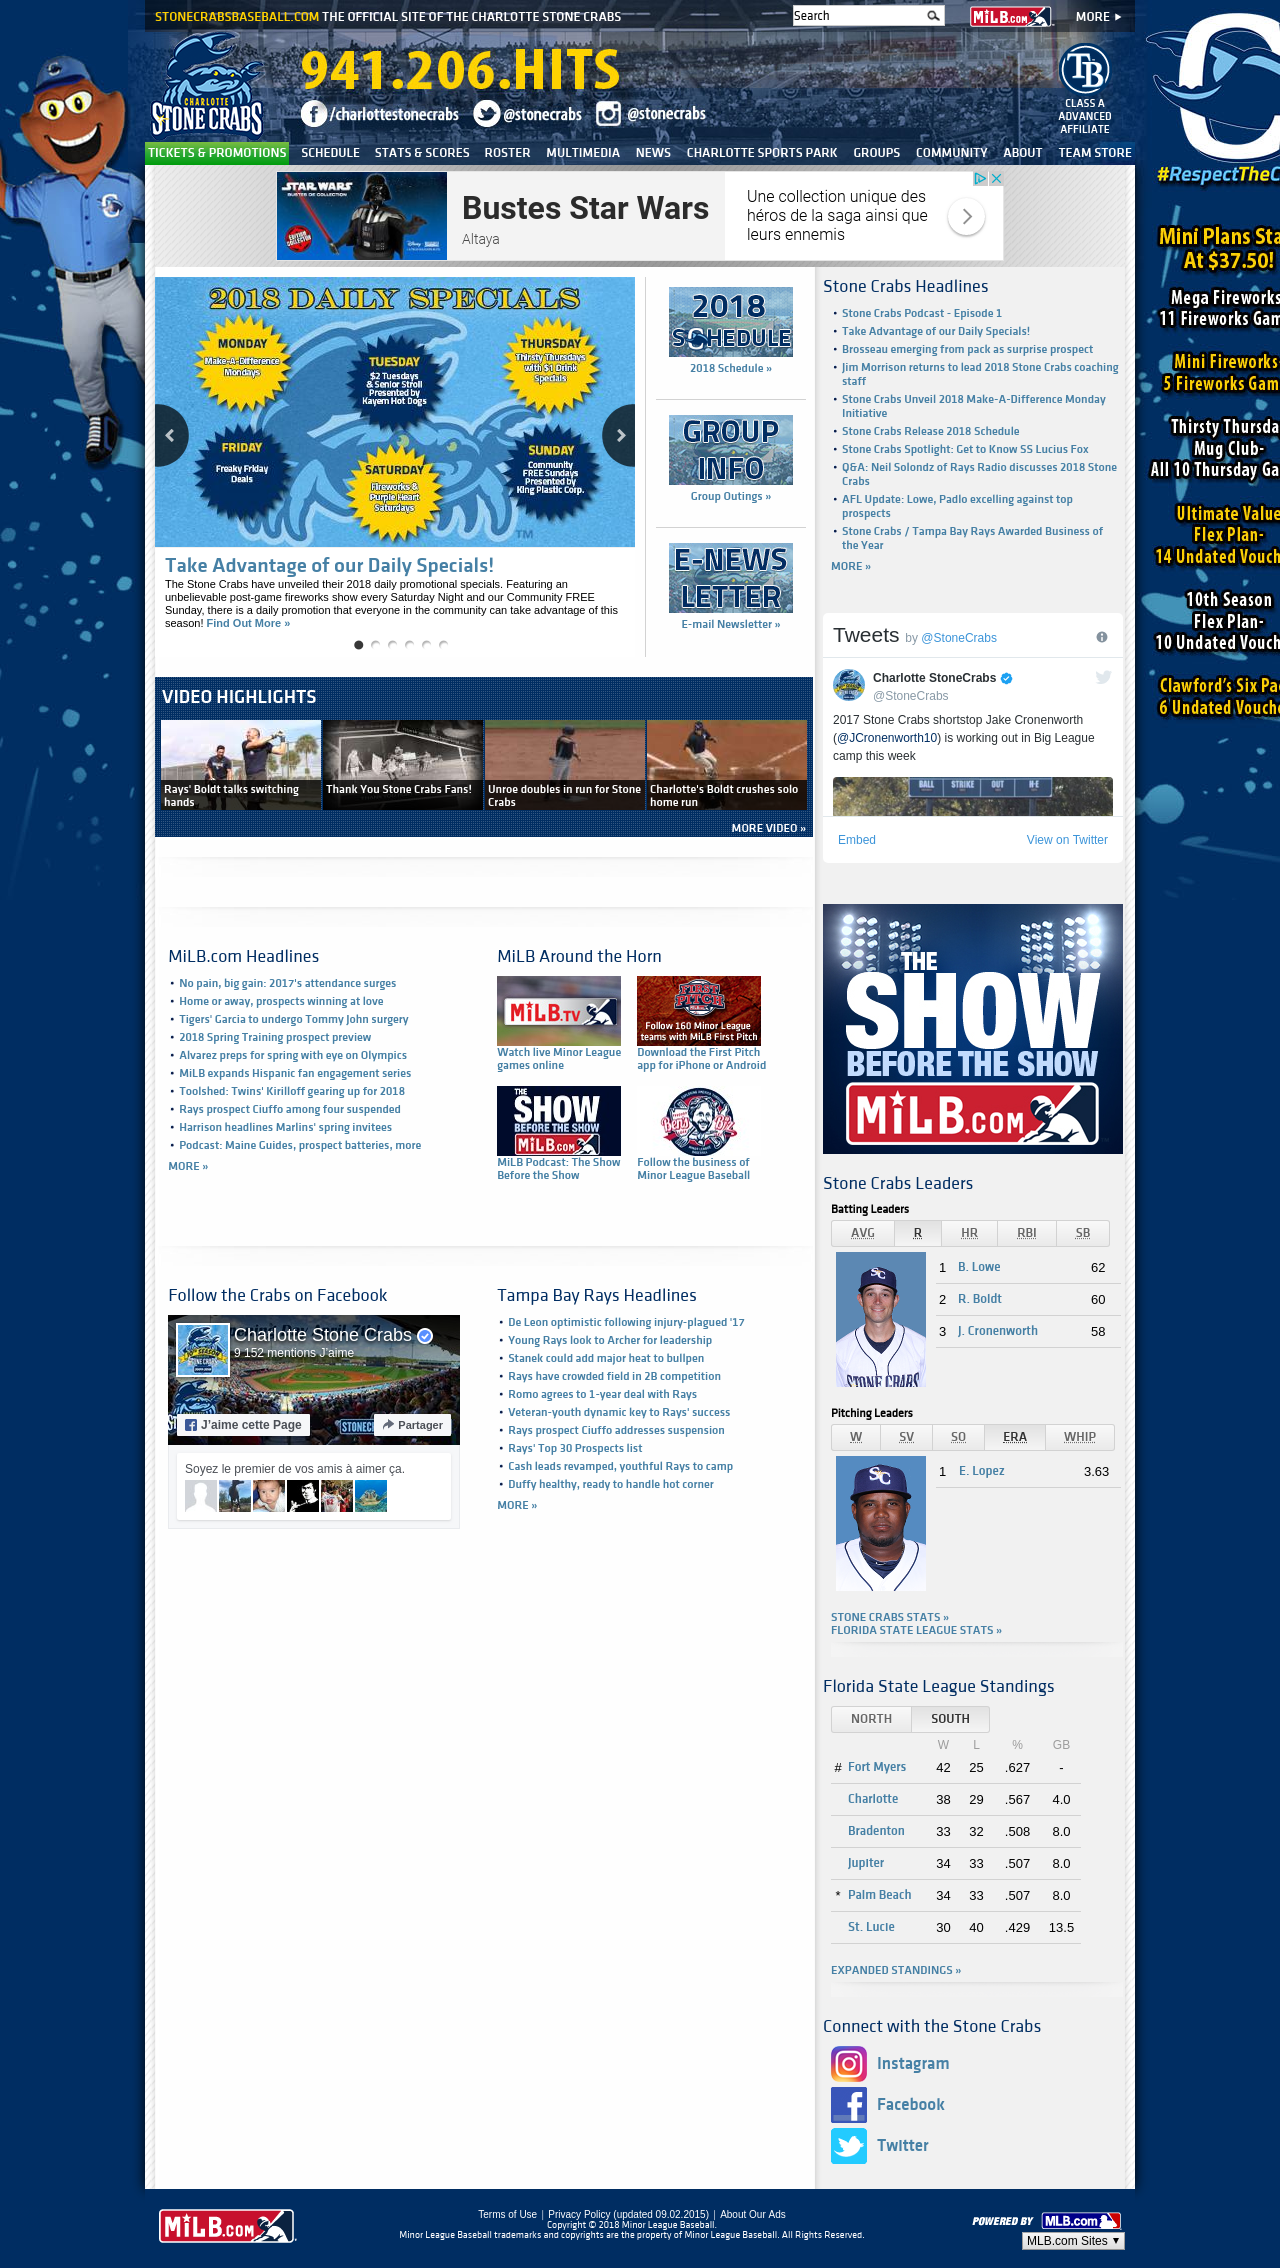 STONECRABSBASEBALL.COM THE OFFICIAL SITE OF THE CHARLOTTE STONE CRABS
Search
MiLB.com
MORE
CHARLOTTE
STONE CRABS
941.206.HITS
/charlottestonecrabs @stonecrabs @stonecrabs
TB
CLASS A
ADVANCED
AFFILIATE
TICKETS & PROMOTIONS SCHEDULE STATS & SCORES ROSTER MULTIMEDIA NEWS CHARLOTTE SPORTS PARK GROUPS COMMUNITY ABOUT TEAM STORE
#RespectTheC
Mini Plans Sta
At $37.50!
Mega Fireworks
11 Fireworks Gam
Mini Fireworks-
5 Fireworks Gam
Thirsty Thursda
Mug Club-
All 10 Thursday Ga
Ultimate Value
Flex Plan-
14 Undated Vouch
10th Season
Flex Plan-
10 Undated Vouch
Clawford's Six Pa
6 Undated Vouche
STAR WARS
Bustes Star Wars
Altaya
Une collection unique des
héros de la saga ainsi que
leurs ennemis
2018 DAILY SPECIALS
MONDAY
Make-A-Difference
Mondays
TUESDAY
$2 Tuesdays
& Senior Stroll
Presented by
Kayem Hot Dogs
THURSDAY
Thirsty Thursdays
with $1 Drink
Specials
FRIDAY
Freaky Friday
Deals
SATURDAY
Fireworks &
Purple Heart
Saturdays
SUNDAY
Community
FREE Sundays
Presented by
King Plastic Corp.
TM
Take Advantage of our Daily Specials!
The Stone Crabs have unveiled their 2018 daily promotional specials. Featuring an
unbelievable post-game fireworks show every Saturday Night and our Community FREE
Sunday, there is a daily promotion that everyone in the community can take advantage of this
season! Find Out More »
2018
SCHEDULE
2018 Schedule »
GROUP
INFO
Group Outings »
E-NEWS
LETTER
E-mail Newsletter »
VIDEO HIGHLIGHTS
Rays' Boldt talks switching
hands
Thank You Stone Crabs Fans!
Unroe doubles in run for Stone
Crabs
Charlotte's Boldt crushes solo
home run
MORE VIDEO »
MiLB.com Headlines
No pain, big gain: 2017's attendance surges
Home or away, prospects winning at love
Tigers' Garcia to undergo Tommy John surgery
2018 Spring Training prospect preview
Alvarez preps for spring with eye on Olympics
MiLB expands Hispanic fan engagement series
Toolshed: Twins' Kirilloff gearing up for 2018
Rays prospect Ciuffo among four suspended
Harrison headlines Marlins' spring invitees
Podcast: Maine Guides, prospect batteries, more
MORE »
MiLB Around the Horn
MiLB.TV
Watch live Minor League
games online
FIRST
PITCH
Follow 160 Minor League
teams with MiLB First Pitch
Download the First Pitch
app for iPhone or Android
THE
SHOW
BEFORE THE SHOW
MiLB.com
MiLB Podcast: The Show
Before the Show
Ben's Biz
Follow the business of
Minor League Baseball
Follow the Crabs on Facebook
Charlotte Stone Crabs
9 152 mentions J'aime
J'aime cette Page
Partager
Soyez le premier de vos amis à aimer ça.
Tampa Bay Rays Headlines
De Leon optimistic following injury-plagued '17
Young Rays look to Archer for leadership
Stanek could add major heat to bullpen
Rays have crowded field in 2B competition
Romo agrees to 1-year deal with Rays
Veteran-youth dynamic key to Rays' success
Rays prospect Ciuffo addresses suspension
Rays' Top 30 Prospects list
Cash leads revamped, youthful Rays to camp
Duffy healthy, ready to handle hot corner
MORE »
Stone Crabs Headlines
Stone Crabs Podcast - Episode 1
Take Advantage of our Daily Specials!
Brosseau emerging from pack as surprise prospect
Jim Morrison returns to lead 2018 Stone Crabs coaching
staff
Stone Crabs Unveil 2018 Make-A-Difference Monday
Initiative
Stone Crabs Release 2018 Schedule
Stone Crabs Spotlight: Get to Know SS Lucius Fox
Q&A: Neil Solondz of Rays Radio discusses 2018 Stone
Crabs
AFL Update: Lowe, Padlo excelling against top
prospects
Stone Crabs / Tampa Bay Rays Awarded Business of
the Year
MORE »
Tweets by @StoneCrabs
Charlotte StoneCrabs
@StoneCrabs
2017 Stone Crabs shortstop Jake Cronenworth
(@JCronenworth10) is working out in Big League
camp this week
BALL STRIKE OUT H-E
Embed View on Twitter
THE
SHOW
BEFORE THE SHOW
MiLB.COM
Stone Crabs Leaders
Batting Leaders
AVG R HR RBI SB
1 B. Lowe 62
2 R. Boldt 60
3 J. Cronenworth 58
Pitching Leaders
W SV SO ERA WHIP
1 E. Lopez 3.63
STONE CRABS STATS »
FLORIDA STATE LEAGUE STATS »
Florida State League Standings
NORTH SOUTH
W L % GB
# Fort Myers 42 25 .627 -
Charlotte 38 29 .567 4.0
Bradenton 33 32 .508 8.0
Jupiter 34 33 .507 8.0
* Palm Beach 34 33 .507 8.0
St. Lucie 30 40 .429 13.5
EXPANDED STANDINGS »
Connect with the Stone Crabs
Instagram
Facebook
Twitter
MiLB.com
Terms of Use | Privacy Policy (updated 09.02.2015) | About Our Ads
Copyright © 2018 Minor League Baseball.
Minor League Baseball trademarks and copyrights are the property of Minor League Baseball. All Rights Reserved.
POWERED BY MLB.com
MLB.com Sites